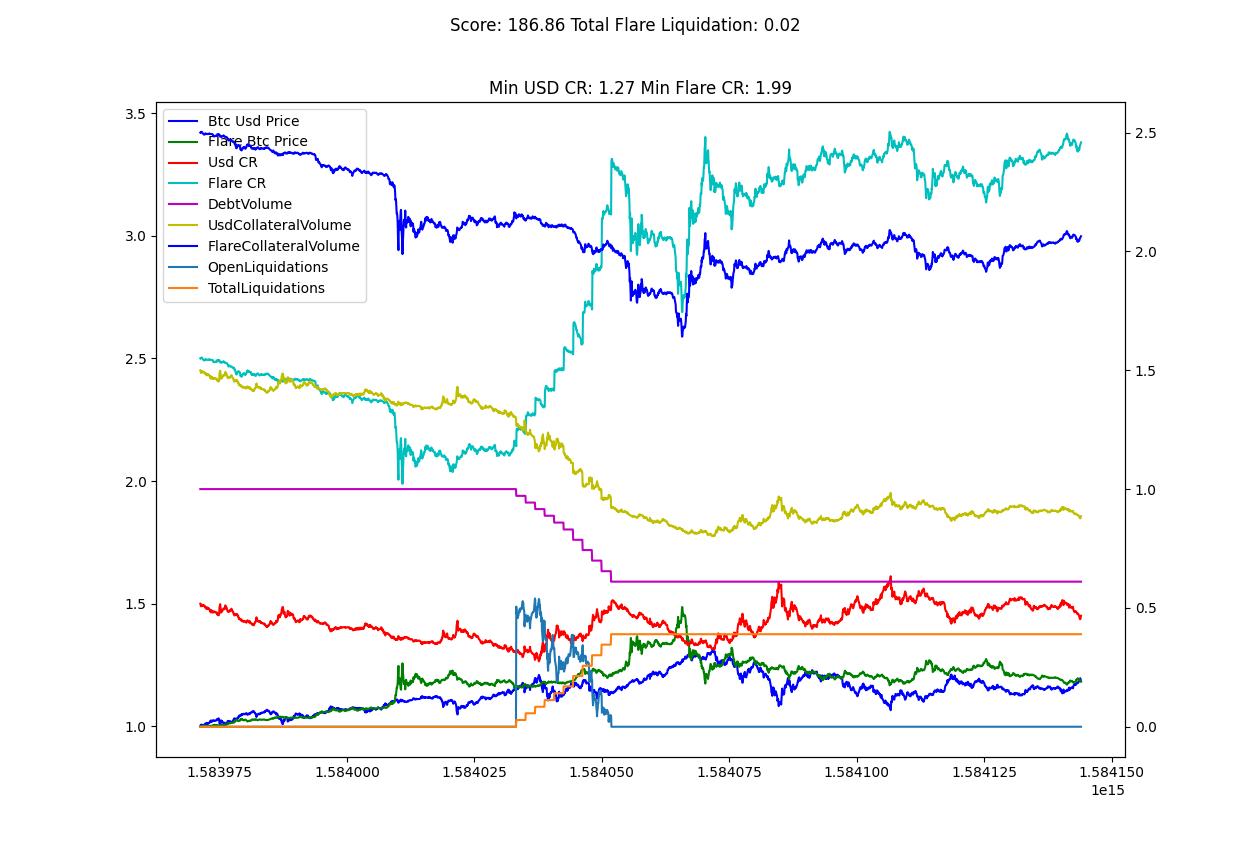 Score: 186.86 Total Flare Liquidation: 0.02
Min USD CR: 1.27 Min Flare CR: 1.99
3.5
3.0
2.5
2.0
1.5
1.0
Btc Usd Price
Flare Btc Price
Usd CR
Flare CR
DebtVolume
UsdCollateralVolume
FlareCollateralVolume
OpenLiquidations
TotalLiquidations
2.5
2.0
1.5
1.0
0.5
0.0
1.583975 1.584000 1.584025 1.584050 1.584075 1.584100 1.584125 1.584150
1e15